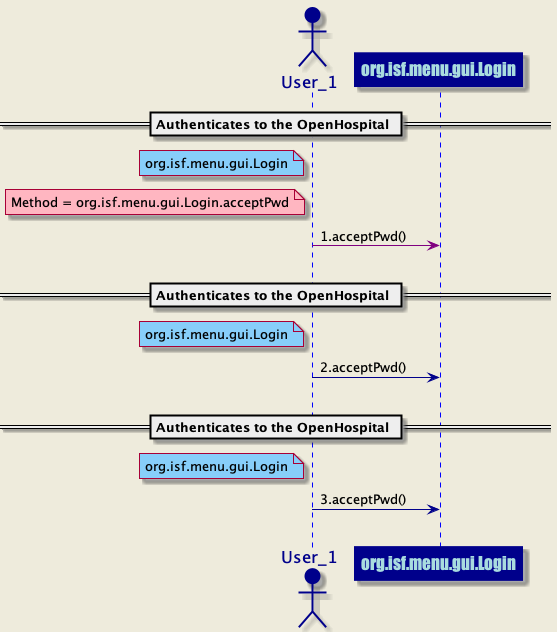 User_1
org.isf.menu.gui.Login
Authenticates to the OpenHospital
org.isf.menu.gui.Login
Method = org.isf.menu.gui.Login.acceptPwd
1.acceptPwd()
Authenticates to the OpenHospital
org.isf.menu.gui.Login
2.acceptPwd()
Authenticates to the OpenHospital
org.isf.menu.gui.Login
3.acceptPwd()
User_1
org.isf.menu.gui.Login